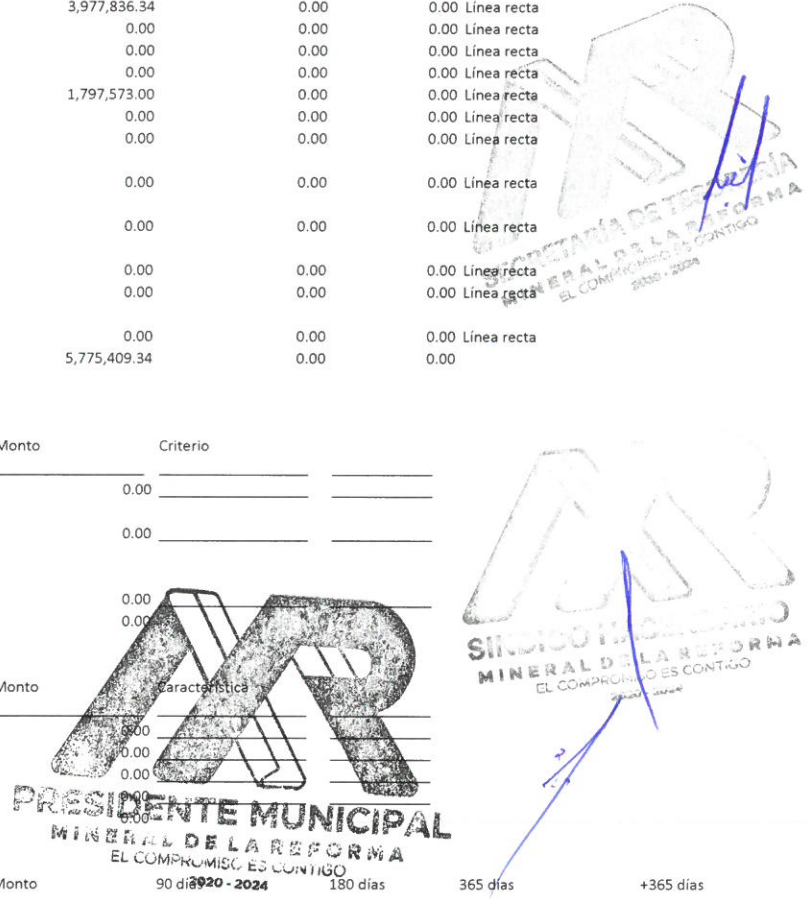 3,977,836.34 0.00 0.00 Línea recta
0.00 0.00 0.00 Línea recta
0.00 0.00 0.00 Línea recta
0.00 0.00 0.00 Línea recta
1,797,573.00 0.00 0.00 Línea recta
0.00 0.00 0.00 Línea recta
0.00 0.00 0.00 Línea recta
0.00 0.00 0.00 Línea recta
0.00 0.00 0.00 Línea recta
0.00 0.00 0.00 Línea recta
0.00 0.00 0.00 Línea recta
0.00 0.00 0.00 Línea recta
5,775,409.34 0.00 0.00
SECRETARÍA DE TESORERÍA
MINERAL DE LA REFORMA
EL COMPROMISO ES CONTIGO
2020 - 2024
Monto Criterio
0.00
0.00
0.00
0.00
SINDICO HACENDARIO
MINERAL DE LA REFORMA
EL COMPROMISO ES CONTIGO
2020 - 2024
Monto Característica
0.00
0.00
0.00
0.00
0.00
PRESIDENTE MUNICIPAL
MINERAL DE LA REFORMA
EL COMPROMISO ES CONTIGO
2020 - 2024
Monto 90 días 180 días 365 días +365 días